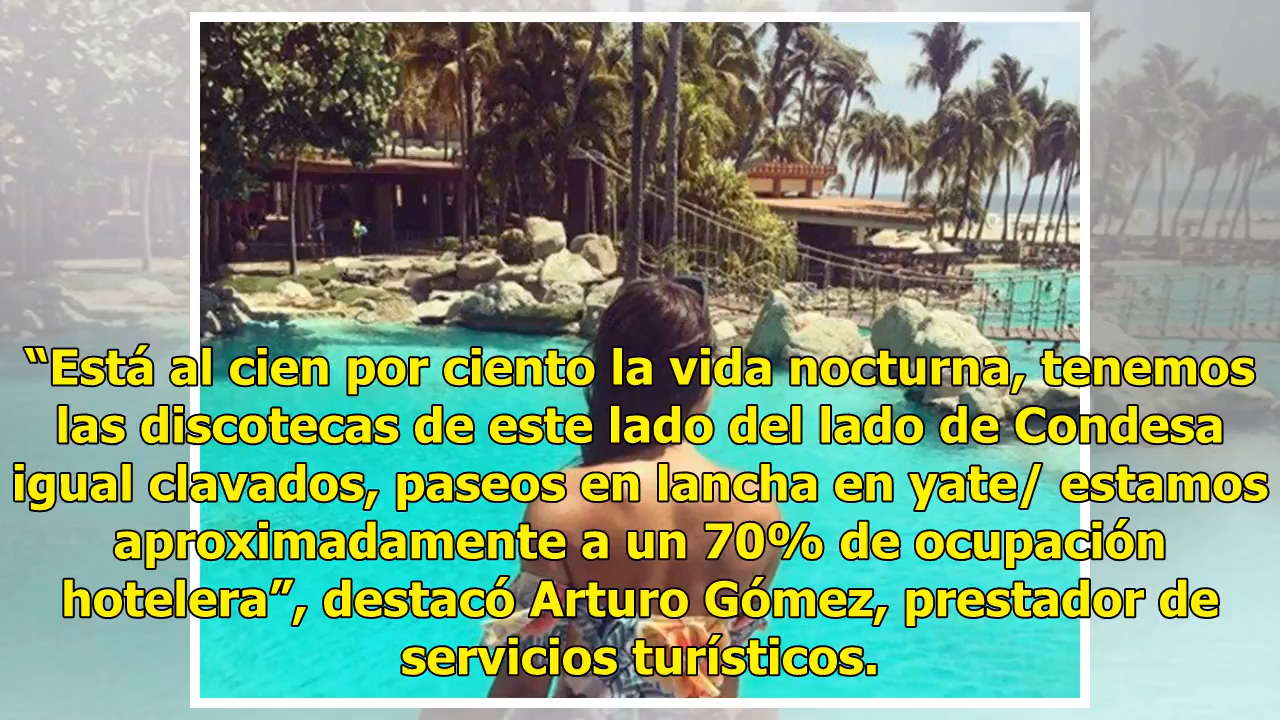 “Está al cien por ciento la vida nocturna, tenemos
las discotecas de este lado del lado de Condesa
igual clavados, paseos en lancha en yate/ estamos
aproximadamente a un 70% de ocupación
hotelera”, destacó Arturo Gómez, prestador de
servicios turísticos.